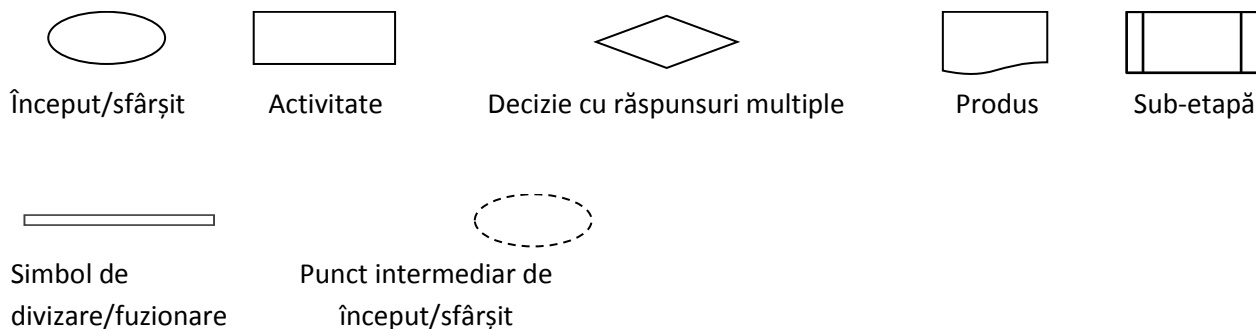 Început/sfârșit Activitate Decizie cu răspunsuri multiple Produs Sub-etapă
Simbol de Punct intermediar de
divizare/fuzionare început/sfârșit